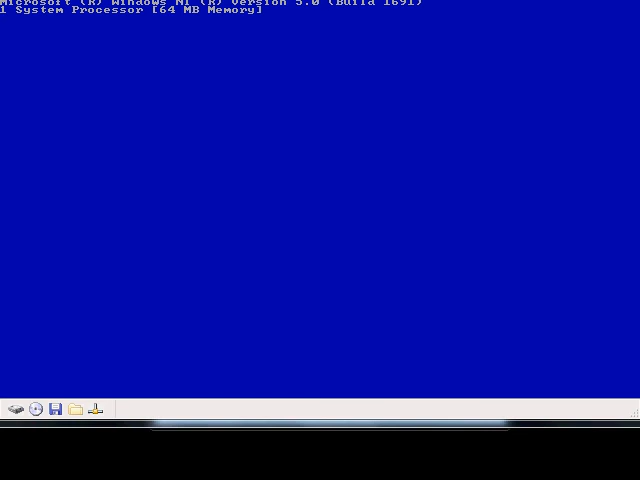 Microsoft (R) Windows NT (R) Version 5.0 (Build 1691)
1 System Processor [64 MB Memory]